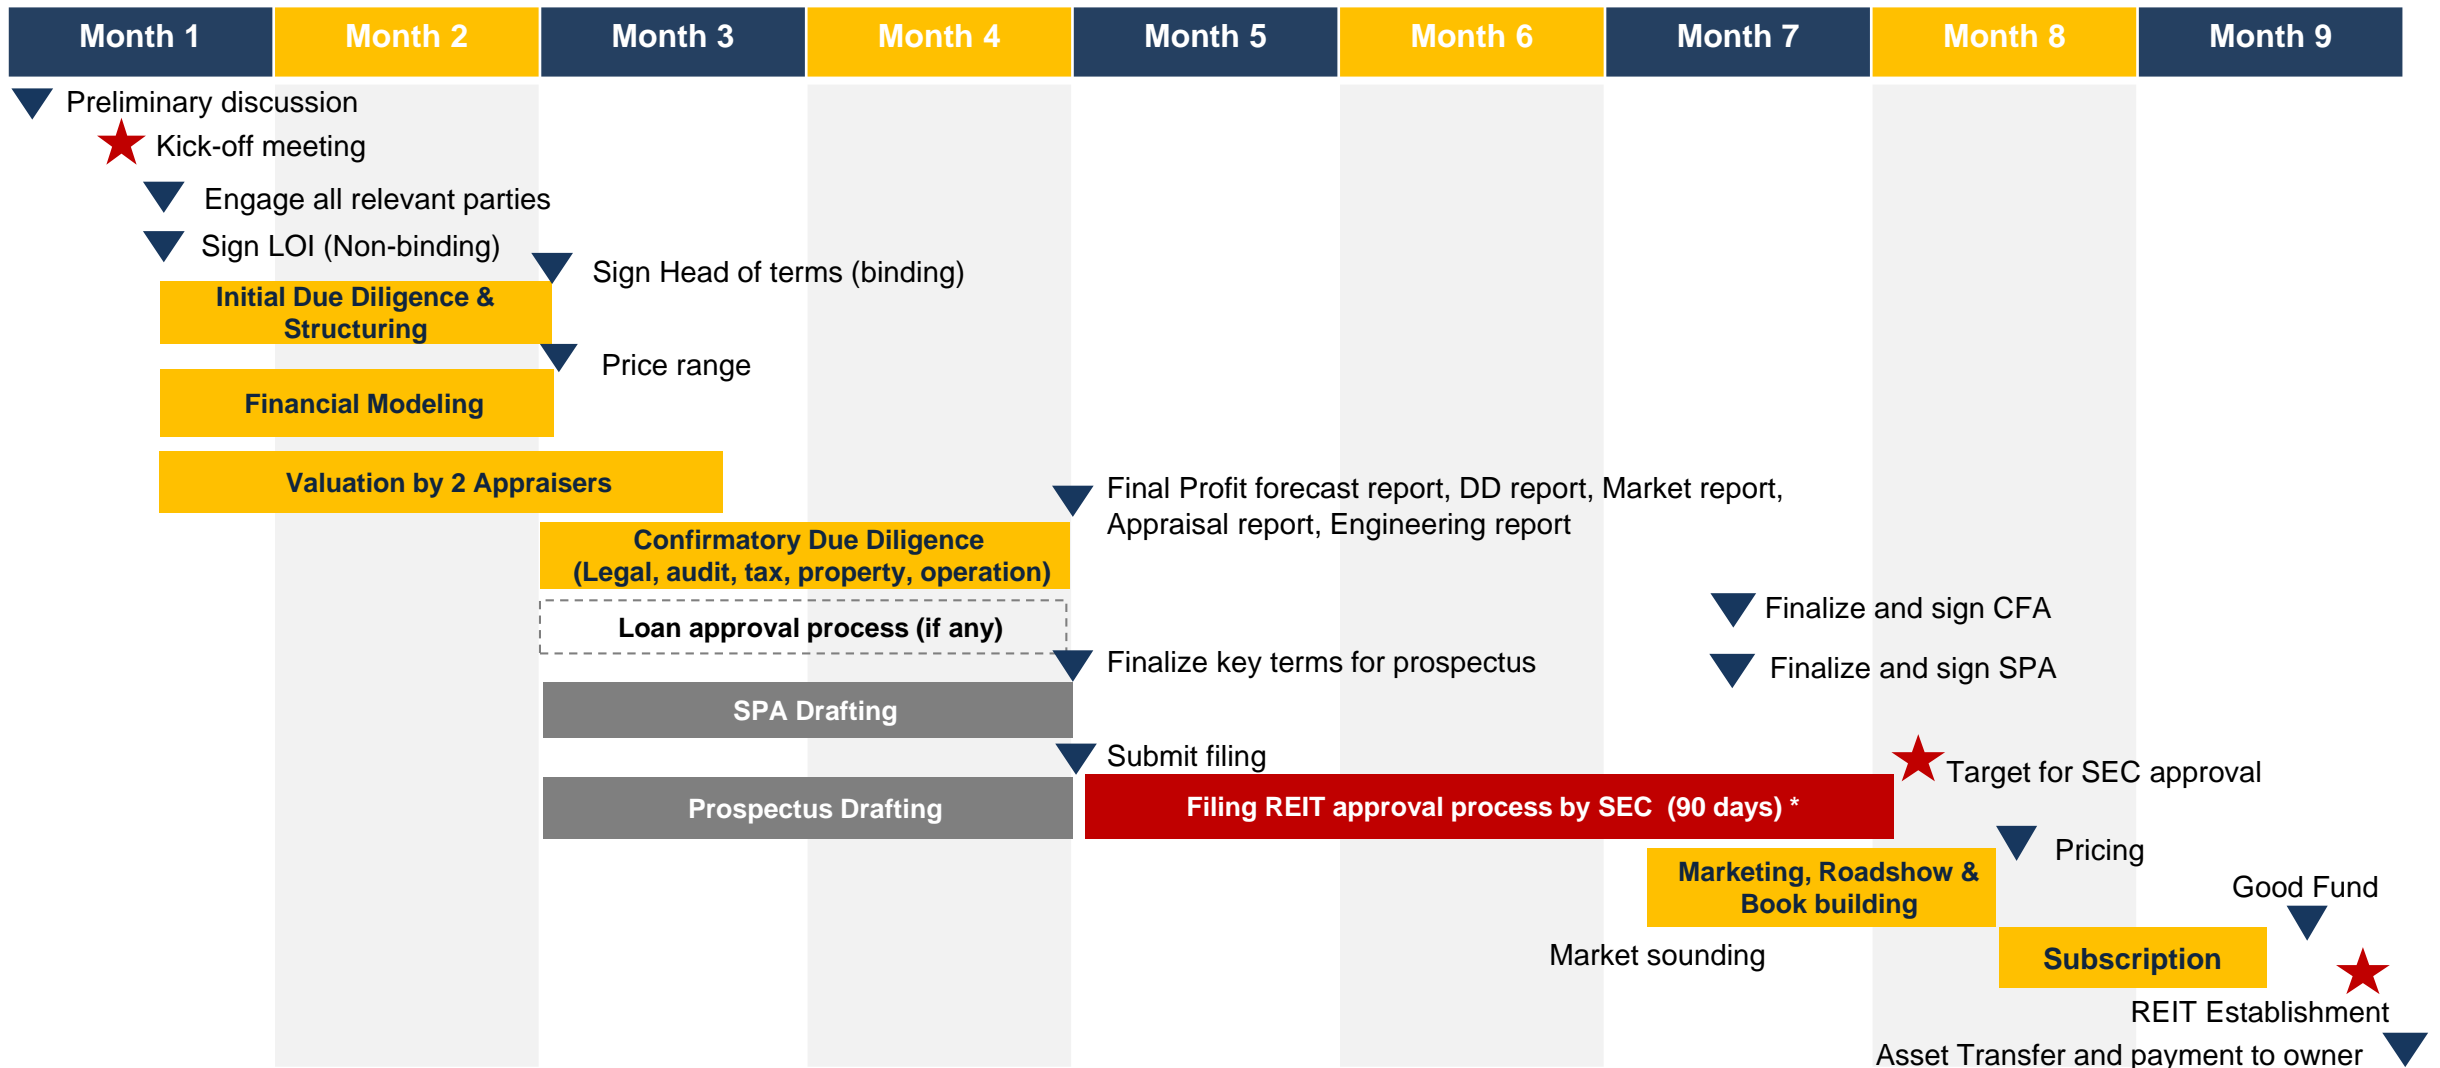 Month 1
Month 2
Month 3
Month 4
Month 5
Month 6
Month 7
Month 8
Month 9
Preliminary discussion
Kick-off meeting
Engage all relevant parties
Sign LOI (Non-binding)
Sign Head of terms (binding)
Initial Due Diligence &
Structuring
Price range
Financial Modeling
Valuation by 2 Appraisers
Final Profit forecast report, DD report, Market report,
Appraisal report, Engineering report
Confirmatory Due Diligence
(Legal, audit, tax, property, operation)
Loan approval process (if any)
Finalize and sign CFA
Finalize key terms for prospectus
Finalize and sign SPA
SPA Drafting
Submit filing
Target for SEC approval
Prospectus Drafting
Filing REIT approval process by SEC (90 days) *
Pricing
Marketing, Roadshow &
Book building
Good Fund
Market sounding
Subscription
REIT Establishment
Asset Transfer and payment to owner